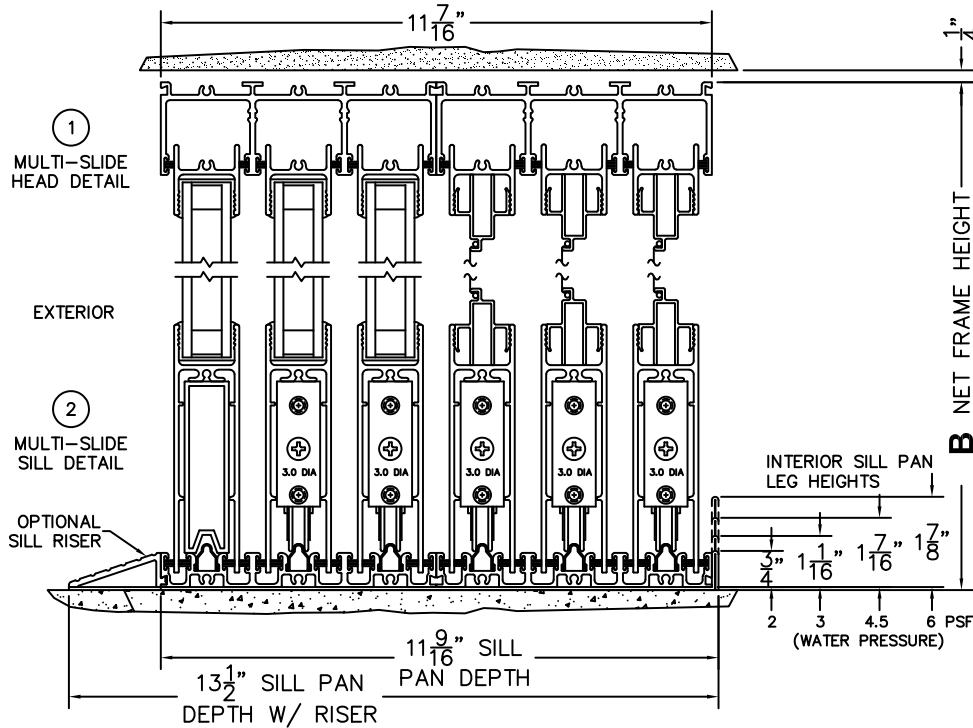 11 7/16"
1/4"
1
MULTI-SLIDE
HEAD DETAIL
EXTERIOR
2
MULTI-SLIDE
SILL DETAIL
OPTIONAL
SILL RISER
3.0 DIA
3.0 DIA
3.0 DIA
3.0 DIA
3.0 DIA
B NET FRAME HEIGHT
INTERIOR SILL PAN
LEG HEIGHTS
3/4"
1 1/16"
1 7/16"
1 7/8"
2 3 4.5 6 PSF
(WATER PRESSURE)
11 9/16" SILL
PAN DEPTH
13 1/2" SILL PAN
DEPTH W/ RISER